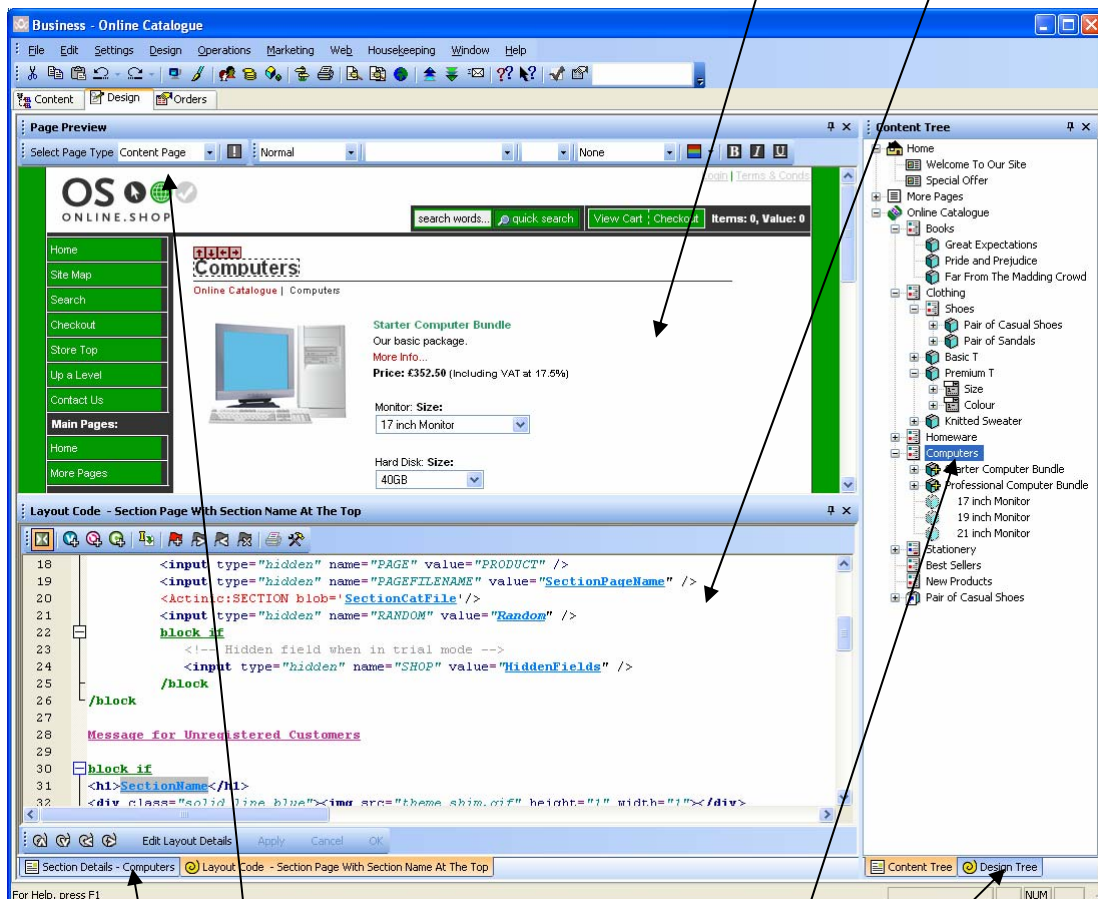 Business - Online Catalogue
File Edit Settings Design Operations Marketing Web Housekeeping Window Help
Content Design Orders
Page Preview
Select Page Type Content Page Normal None B I U
Login | Terms & Conds
OS
ONLINE.SHOP
search words... quick search View Cart Checkout Items: 0, Value: 0
Home
Site Map
Search
Checkout
Store Top
Up a Level
Contact Us
Main Pages:
Home
More Pages
Computers
Online Catalogue | Computers
Starter Computer Bundle
Our basic package.
More Info...
Price: £352.50 (Including VAT at 17.5%)
Monitor: Size:
17 inch Monitor
Hard Disk: Size:
40GB
Layout Code - Section Page With Section Name At The Top
18 <input type="hidden" name="PAGE" value="PRODUCT" />
19 <input type="hidden" name="PAGEFILENAME" value="SectionPageName" />
20 <Actinic:SECTION blob='SectionCatFile'/>
21 <input type="hidden" name="RANDOM" value="Random" />
22 block if
23 <!-- Hidden field when in trial mode -->
24 <input type="hidden" name="SHOP" value="HiddenFields" />
25 /block
26 /block
27
28 Message for Unregistered Customers
29
30 block if
31 <h1>SectionName</h1>
32 <div class="solid_line_blue"><img src="theme_shim.gif" height="1" width="1"></div>
Edit Layout Details Apply Cancel OK
Section Details - Computers Layout Code - Section Page With Section Name At The Top
Content Tree
Home
Welcome To Our Site
Special Offer
More Pages
Online Catalogue
Books
Great Expectations
Pride and Prejudice
Far From The Madding Crowd
Clothing
Shoes
Pair of Casual Shoes
Pair of Sandals
Basic T
Premium T
Size
Colour
Knitted Sweater
Homeware
Computers
Starter Computer Bundle
Professional Computer Bundle
17 inch Monitor
19 inch Monitor
21 inch Monitor
Stationery
Best Sellers
New Products
Pair of Casual Shoes
Content Tree Design Tree
For Help, press F1 NUM